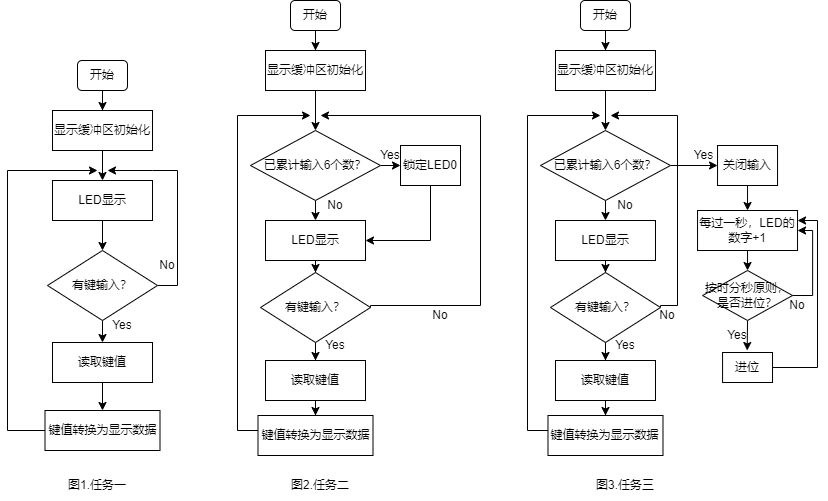 开始
显示缓冲区初始化
LED显示
有键输入?
No
Yes
读取键值
键值转换为显示数据
图1.任务一
开始
显示缓冲区初始化
已累计输入6个数?
Yes
锁定LED0
No
LED显示
有键输入?
No
Yes
读取键值
键值转换为显示数据
图2.任务二
开始
显示缓冲区初始化
已累计输入6个数?
Yes
关闭输入
No
LED显示
有键输入?
No
Yes
读取键值
键值转换为显示数据
每过一秒,LED的
数字+1
按时分秒原则,
是否进位?
No
Yes
进位
图3.任务三